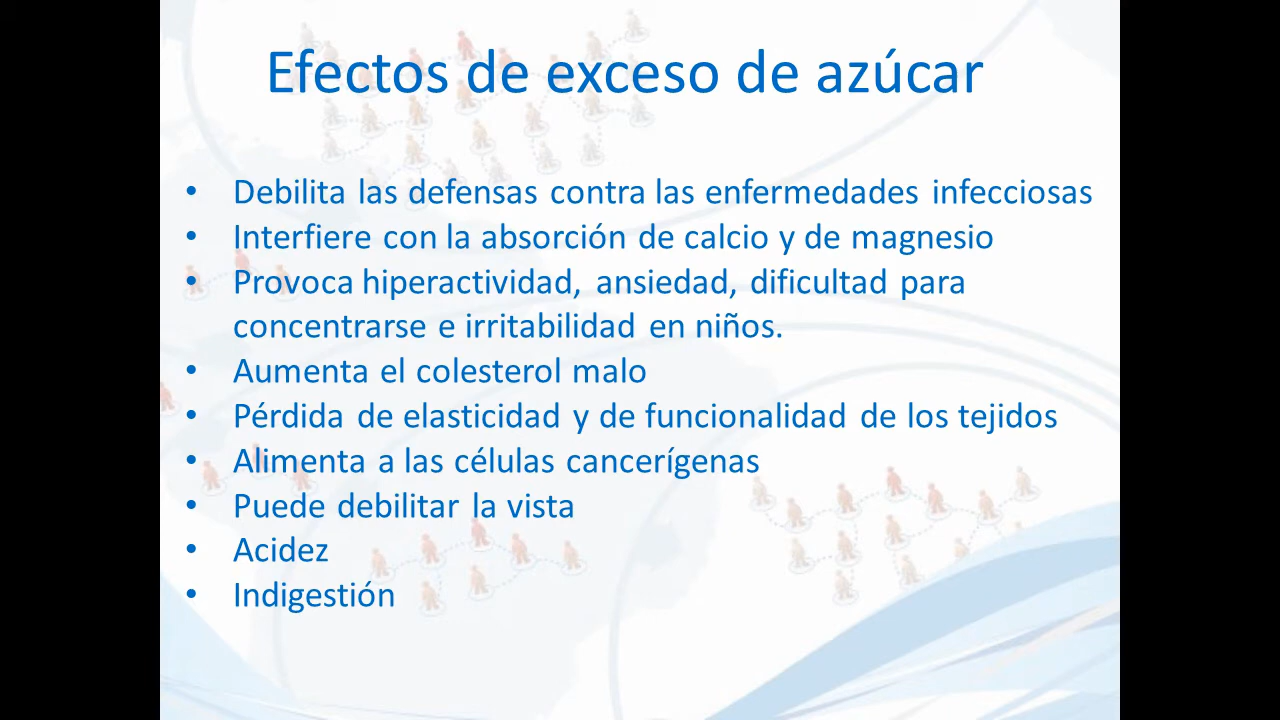 Efectos de exceso de azúcar
• Debilita las defensas contra las enfermedades infecciosas
• Interfiere con la absorción de calcio y de magnesio
• Provoca hiperactividad, ansiedad, dificultad para
concentrarse e irritabilidad en niños.
• Aumenta el colesterol malo
• Pérdida de elasticidad y de funcionalidad de los tejidos
• Alimenta a las células cancerígenas
• Puede debilitar la vista
• Acidez
• Indigestión